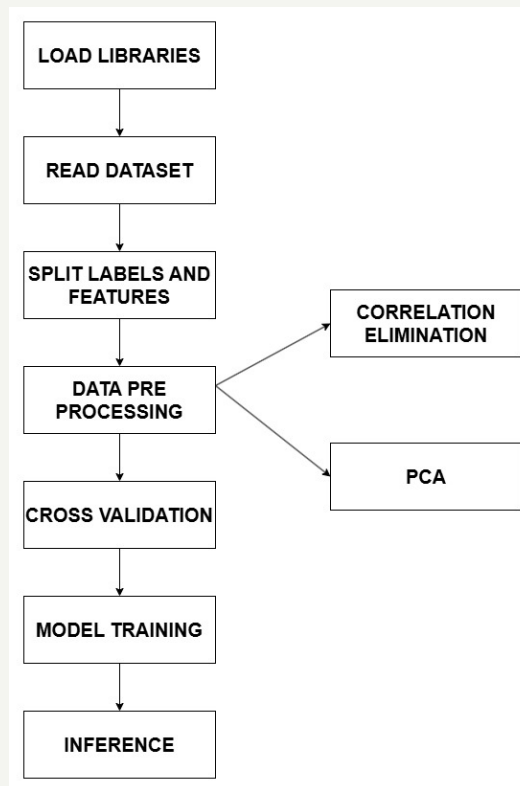 LOAD LIBRARIES
READ DATASET
SPLIT LABELS AND
FEATURES
CORRELATION
ELIMINATION
DATA PRE
PROCESSING
PCA
CROSS VALIDATION
MODEL TRAINING
INFERENCE